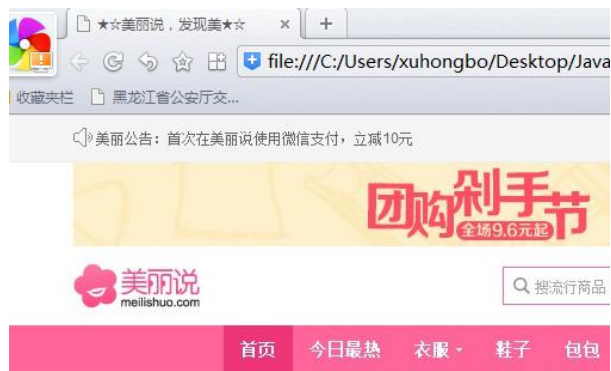 ★☆美丽说，发现美★☆ × +
file:///C:/Users/xuhongbo/Desktop/Java
收藏夹栏 黑龙江省公安厅交...
美丽公告：首次在美丽说使用微信支付，立减10元
团购剁手节
全场9.6元起
美丽说
meilishuo.com
搜流行商品
首页 今日最热 衣服 鞋子 包包